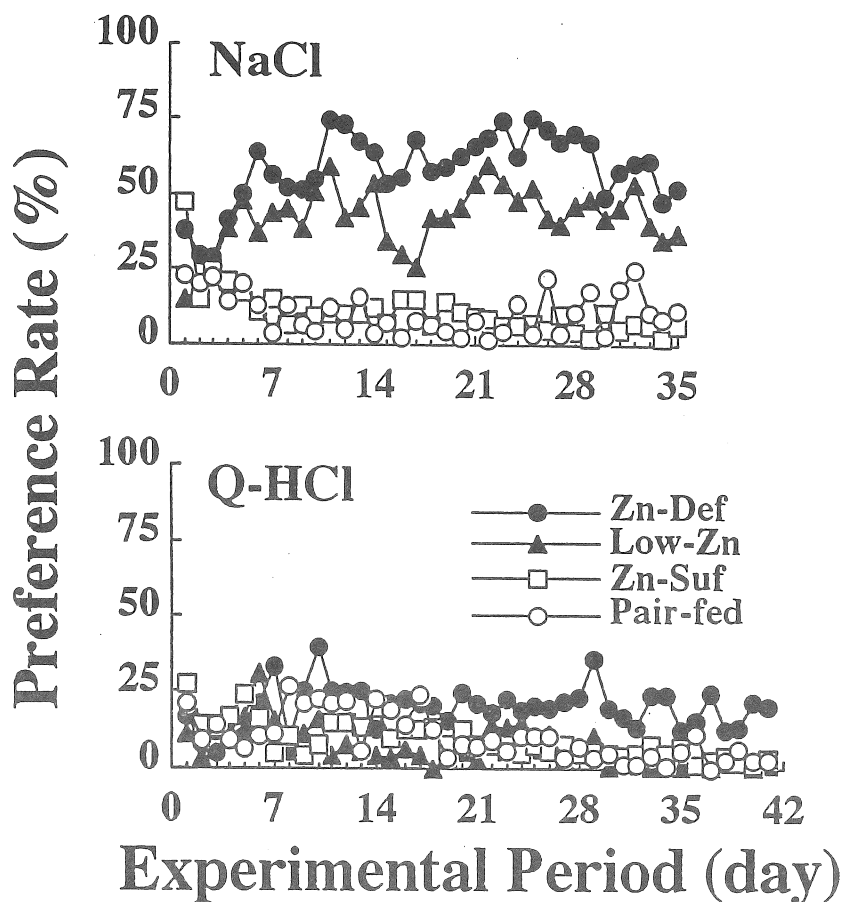 Preference Rate (%)
100
NaCl
75
50
25
0
0 7 14 21 28 35
100
Q-HCl
75
50
25
0
Zn-Def
Low-Zn
Zn-Suf
Pair-fed
0 7 14 21 28 35 42
Experimental Period (day)